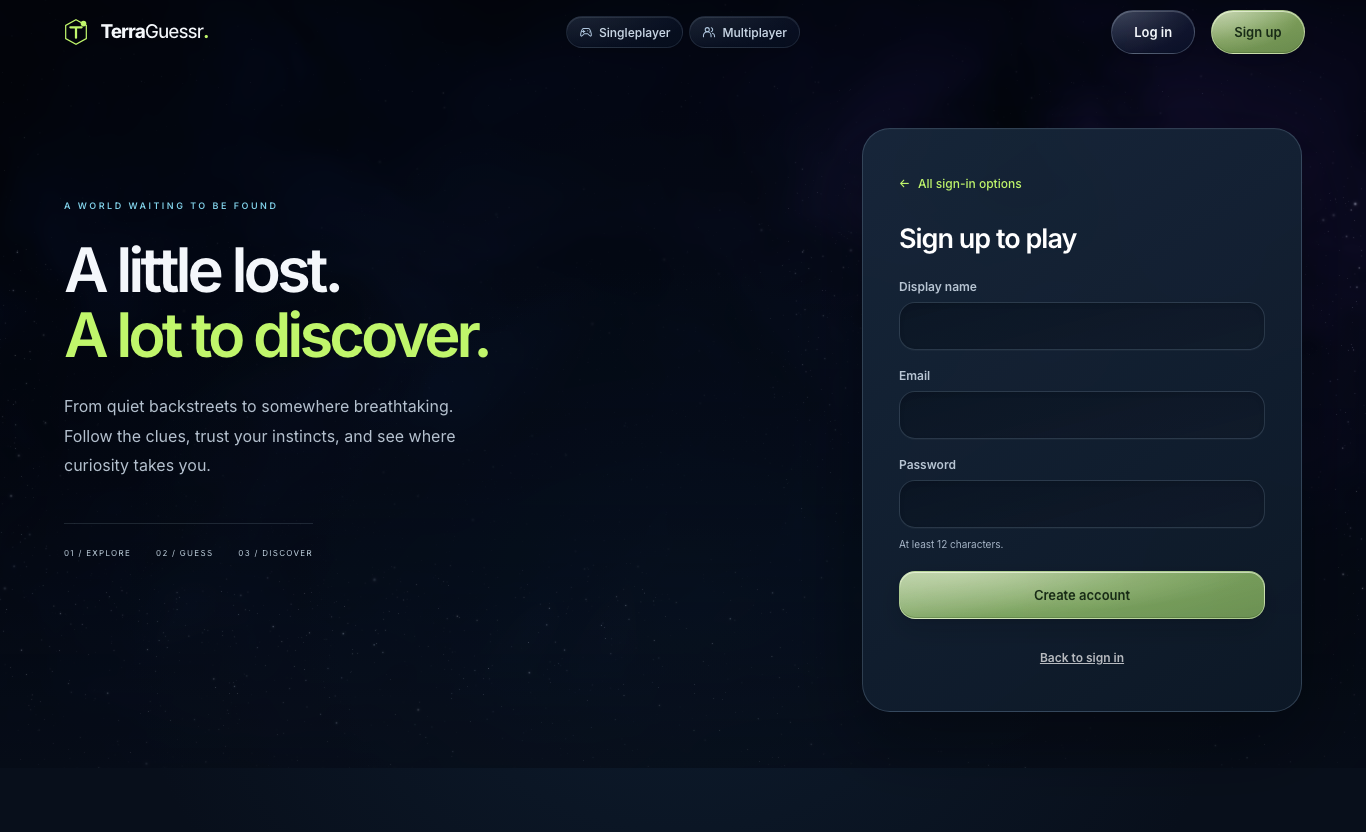 TerraGuessr.
Singleplayer
Multiplayer
Log in
Sign up
A WORLD WAITING TO BE FOUND
A little lost.
A lot to discover.
From quiet backstreets to somewhere breathtaking.
Follow the clues, trust your instincts, and see where
curiosity takes you.
01 / EXPLORE
02 / GUESS
03 / DISCOVER
← All sign-in options
Sign up to play
Display name
Email
Password
At least 12 characters.
Create account
Back to sign in